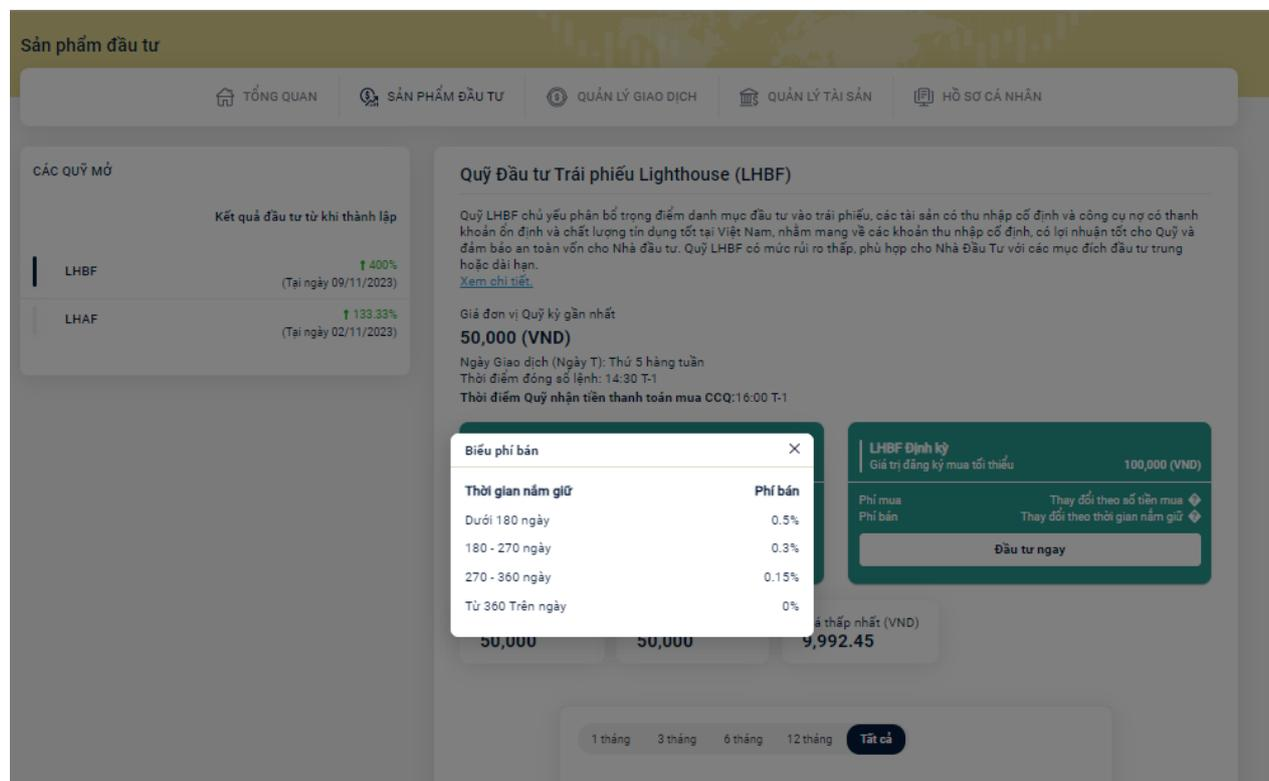 Sản phẩm đầu tư
TỔNG QUAN SẢN PHẨM ĐẦU TƯ QUẢN LÝ GIAO DỊCH QUẢN LÝ TÀI SẢN HỒ SƠ CÁ NHÂN
CÁC QUỸ MỞ
Kết quả đầu tư từ khi thành lập
LHBF ↑ 400%
(Tại ngày 09/11/2023)
LHAF ↑ 133.33%
(Tại ngày 02/11/2023)
Quỹ Đầu tư Trái phiếu Lighthouse (LHBF)
Quỹ LHBF chủ yếu phân bổ trọng điểm danh mục đầu tư vào trái phiếu, các tài sản có thu nhập cố định và công cụ nợ có thanh
khoản ổn định và chất lượng tín dụng tốt tại Việt Nam, nhằm mang về các khoản thu nhập cố định, có lợi nhuận tốt cho Quỹ và
đảm bảo an toàn vốn cho Nhà đầu tư. Quỹ LHBF có mức rủi ro thấp, phù hợp cho Nhà Đầu Tư với các mục đích đầu tư trung
hoặc dài hạn.
Xem chi tiết.
Giá đơn vị Quỹ kỳ gần nhất
50,000 (VND)
Ngày Giao dịch (Ngày T): Thứ 5 hàng tuần
Thời điểm đóng sổ lệnh: 14:30 T-1
Thời điểm Quỹ nhận tiền thanh toán mua CCQ:16:00 T-1
Biểu phí bán ×
Thời gian nắm giữ Phí bán
Dưới 180 ngày 0.5%
180 - 270 ngày 0.3%
270 - 360 ngày 0.15%
Từ 360 Trên ngày 0%
LHBF Định kỳ
Giá trị đăng ký mua tối thiểu 100,000 (VND)
Phí mua Thay đổi theo số tiền mua �
Phí bán Thay đổi theo thời gian nắm giữ �
Đầu tư ngay
á thấp nhất (VND)
50,000 50,000 9,992.45
1 tháng 3 tháng 6 tháng 12 tháng Tất cả